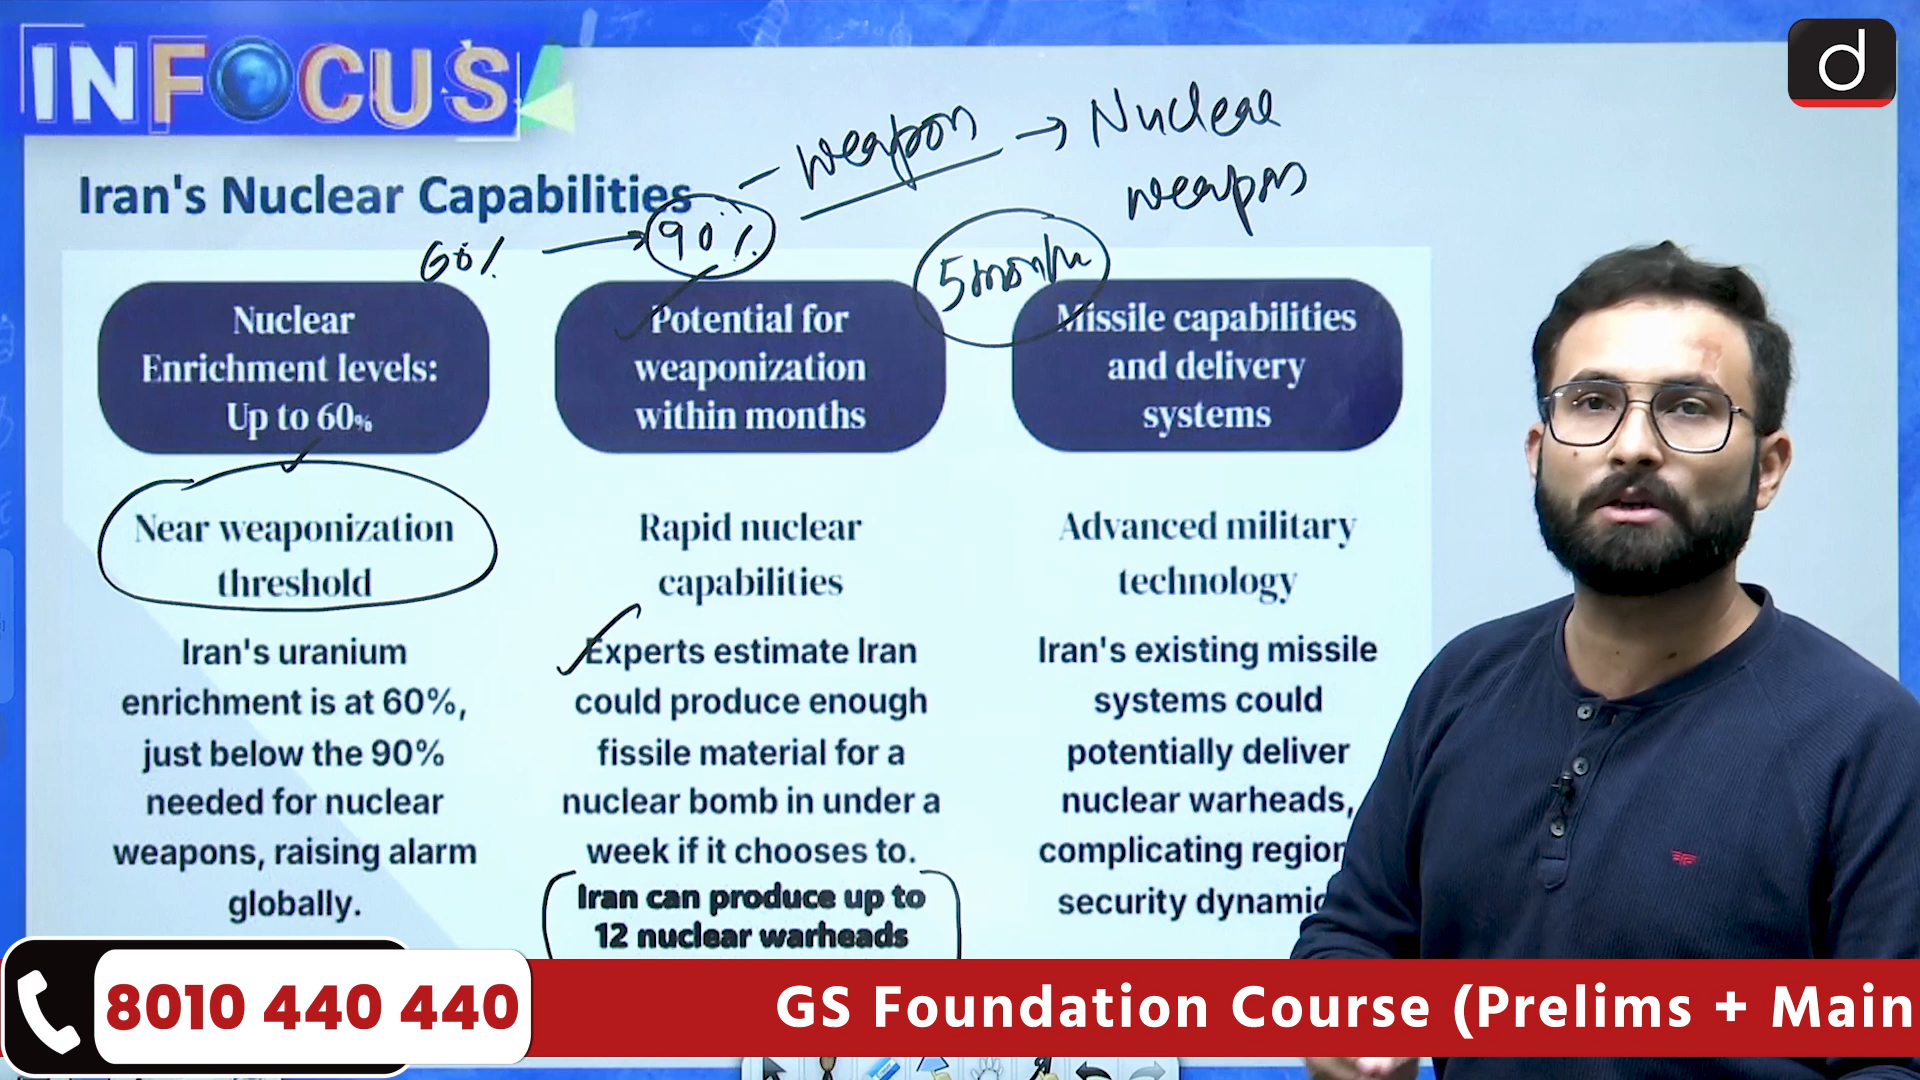 INFOCUS
d
weapon → Nuclear
weapon
Iran's Nuclear Capabilities
60% → 90%
5 month
Nuclear
Enrichment levels:
Up to 60%
Near weaponization
threshold
Iran's uranium
enrichment is at 60%,
just below the 90%
needed for nuclear
weapons, raising alarm
globally.
Potential for
weaponization
within months
Rapid nuclear
capabilities
Experts estimate Iran
could produce enough
fissile material for a
nuclear bomb in under a
week if it chooses to.
Iran can produce up to
12 nuclear warheads
Missile capabilities
and delivery
systems
Advanced military
technology
Iran's existing missile
systems could
potentially deliver
nuclear warheads,
complicating region
security dynamic
8010 440 440
GS Foundation Course (Prelims + Main